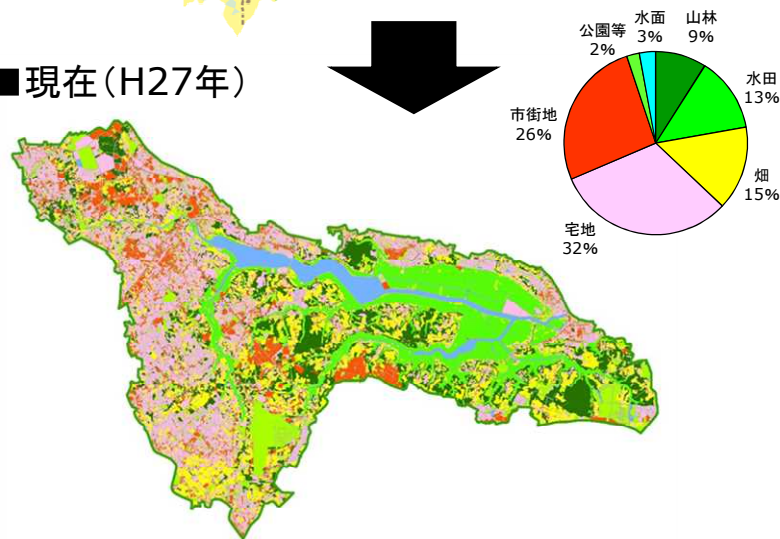 ■現在(H27年)
公園等
2%
水面
3%
山林
9%
水田
13%
市街地
26%
畑
15%
宅地
32%